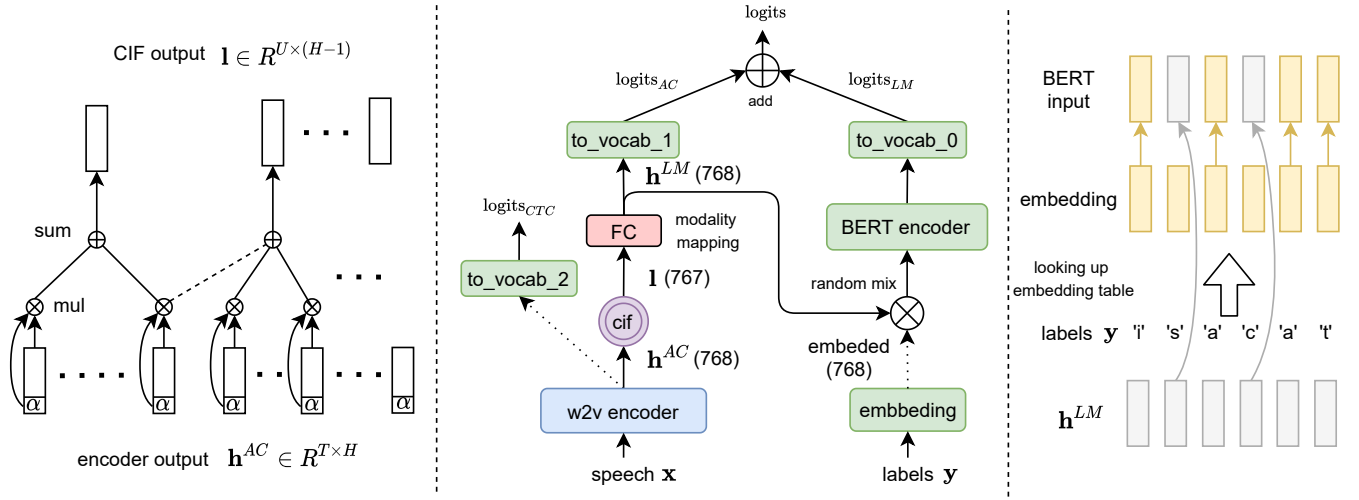 CIF output l ∈ R^{U×(H−1)}
sum
mul
α α α α α
encoder output h^{AC} ∈ R^{T×H}
logits
logits_{AC}
logits_{LM}
add
to_vocab_1
to_vocab_0
h^{LM} (768)
logits_{CTC}
FC
modality
mapping
BERT encoder
to_vocab_2
l (767)
random mix
cif
h^{AC} (768)
embeded
(768)
w2v encoder
embbeding
speech x
labels y
BERT
input
embedding
looking up
embedding table
labels y 'i' 's' 'a' 'c' 'a' 't'
h^{LM}